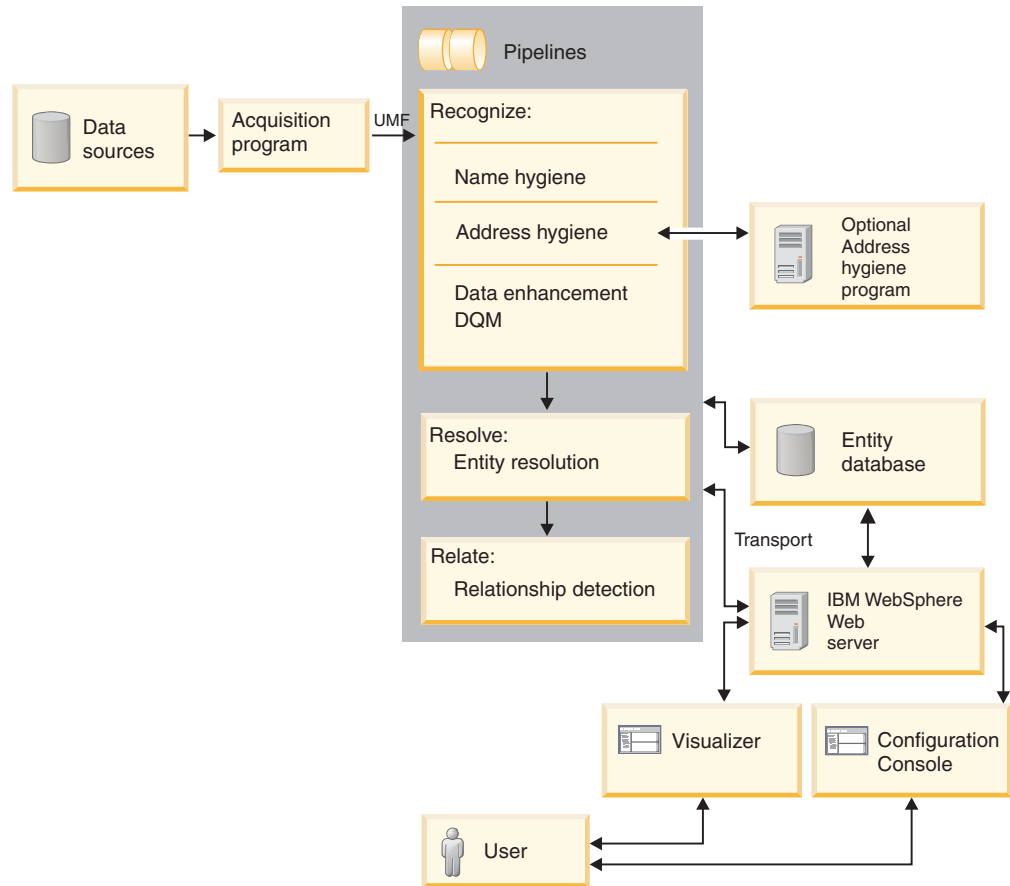 Pipelines
Data
sources
Acquisition
program
UMF
Recognize:
Name hygiene
Address hygiene
Data enhancement
DQM
Optional
Address
hygiene
program
Resolve:
Entity resolution
Entity
database
Transport
Relate:
Relationship detection
IBM WebSphere
Web
server
Visualizer
Configuration
Console
User